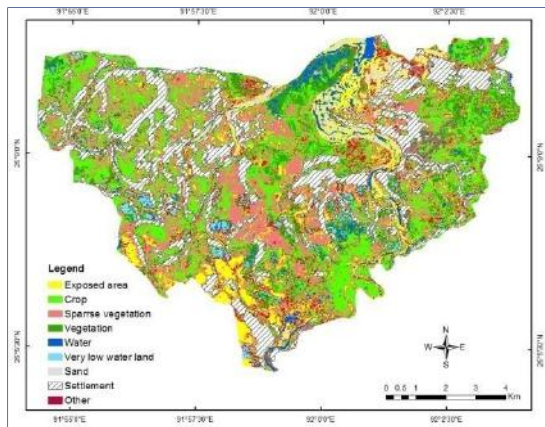 91°55'0"E 91°57'30"E 92°0'0"E 92°2'30"E
Legend
Exposed area
Crop
Sparse vegetation
Vegetation
Water
Very low water land
Sand
Settlement
Other
N
W E
S
0 0.5 1 2 3 4
Km
91°55'0"E 91°57'30"E 92°0'0"E 92°2'30"E